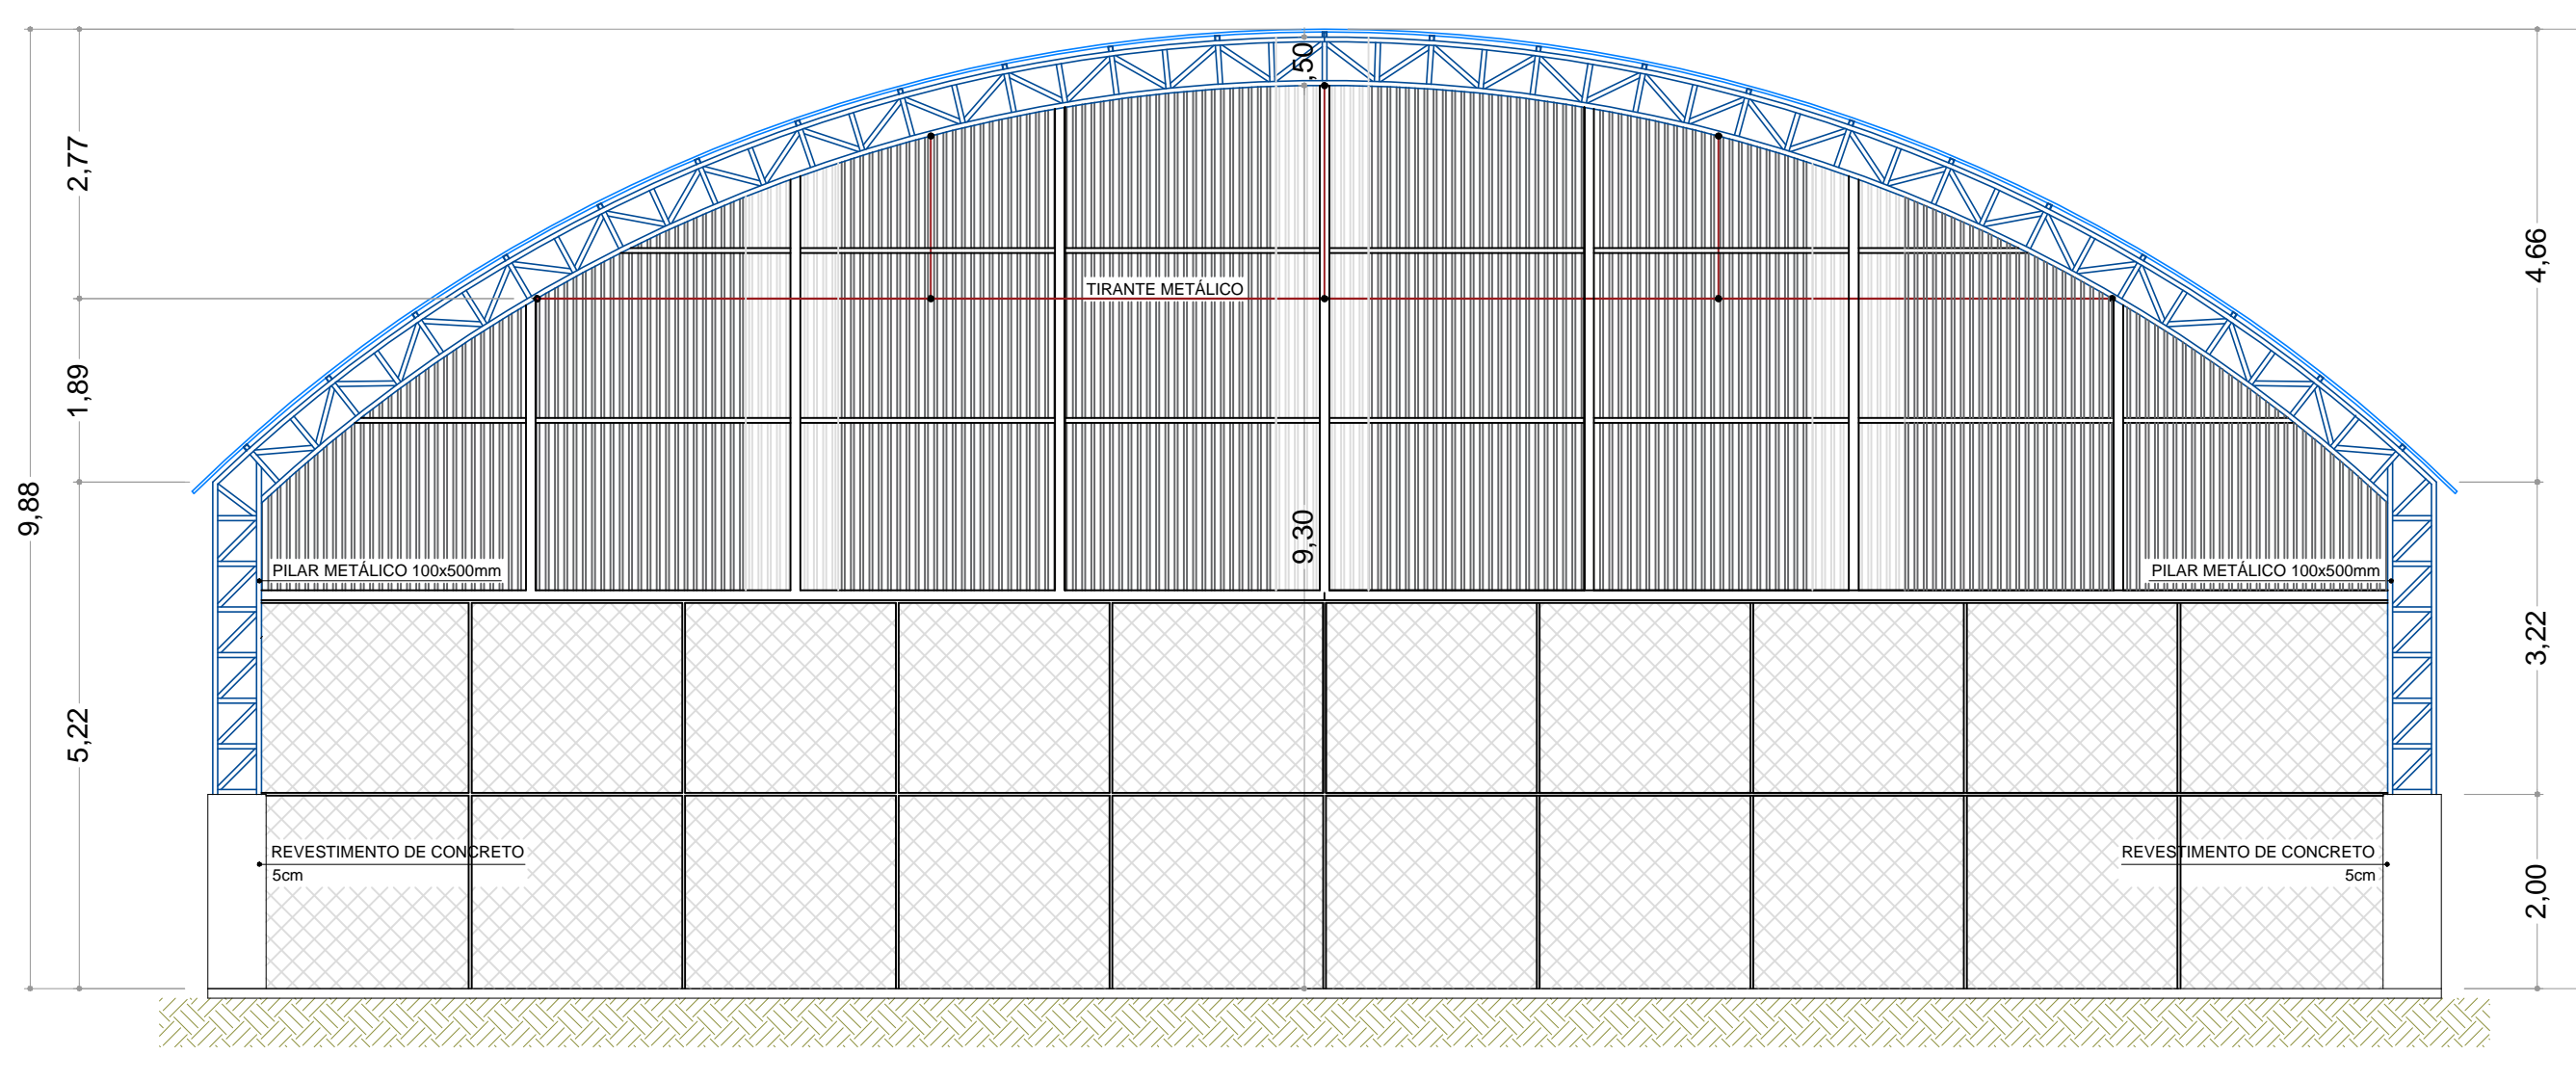 ,50
2,77
4,66
TIRANTE METÁLICO
1,89
9,88
9,30
PILAR METÁLICO 100x500mm
PILAR METÁLICO 100x500mm
3,22
5,22
REVESTIMENTO DE CONCRETO
5cm
REVESTIMENTO DE CONCRETO
5cm
2,00